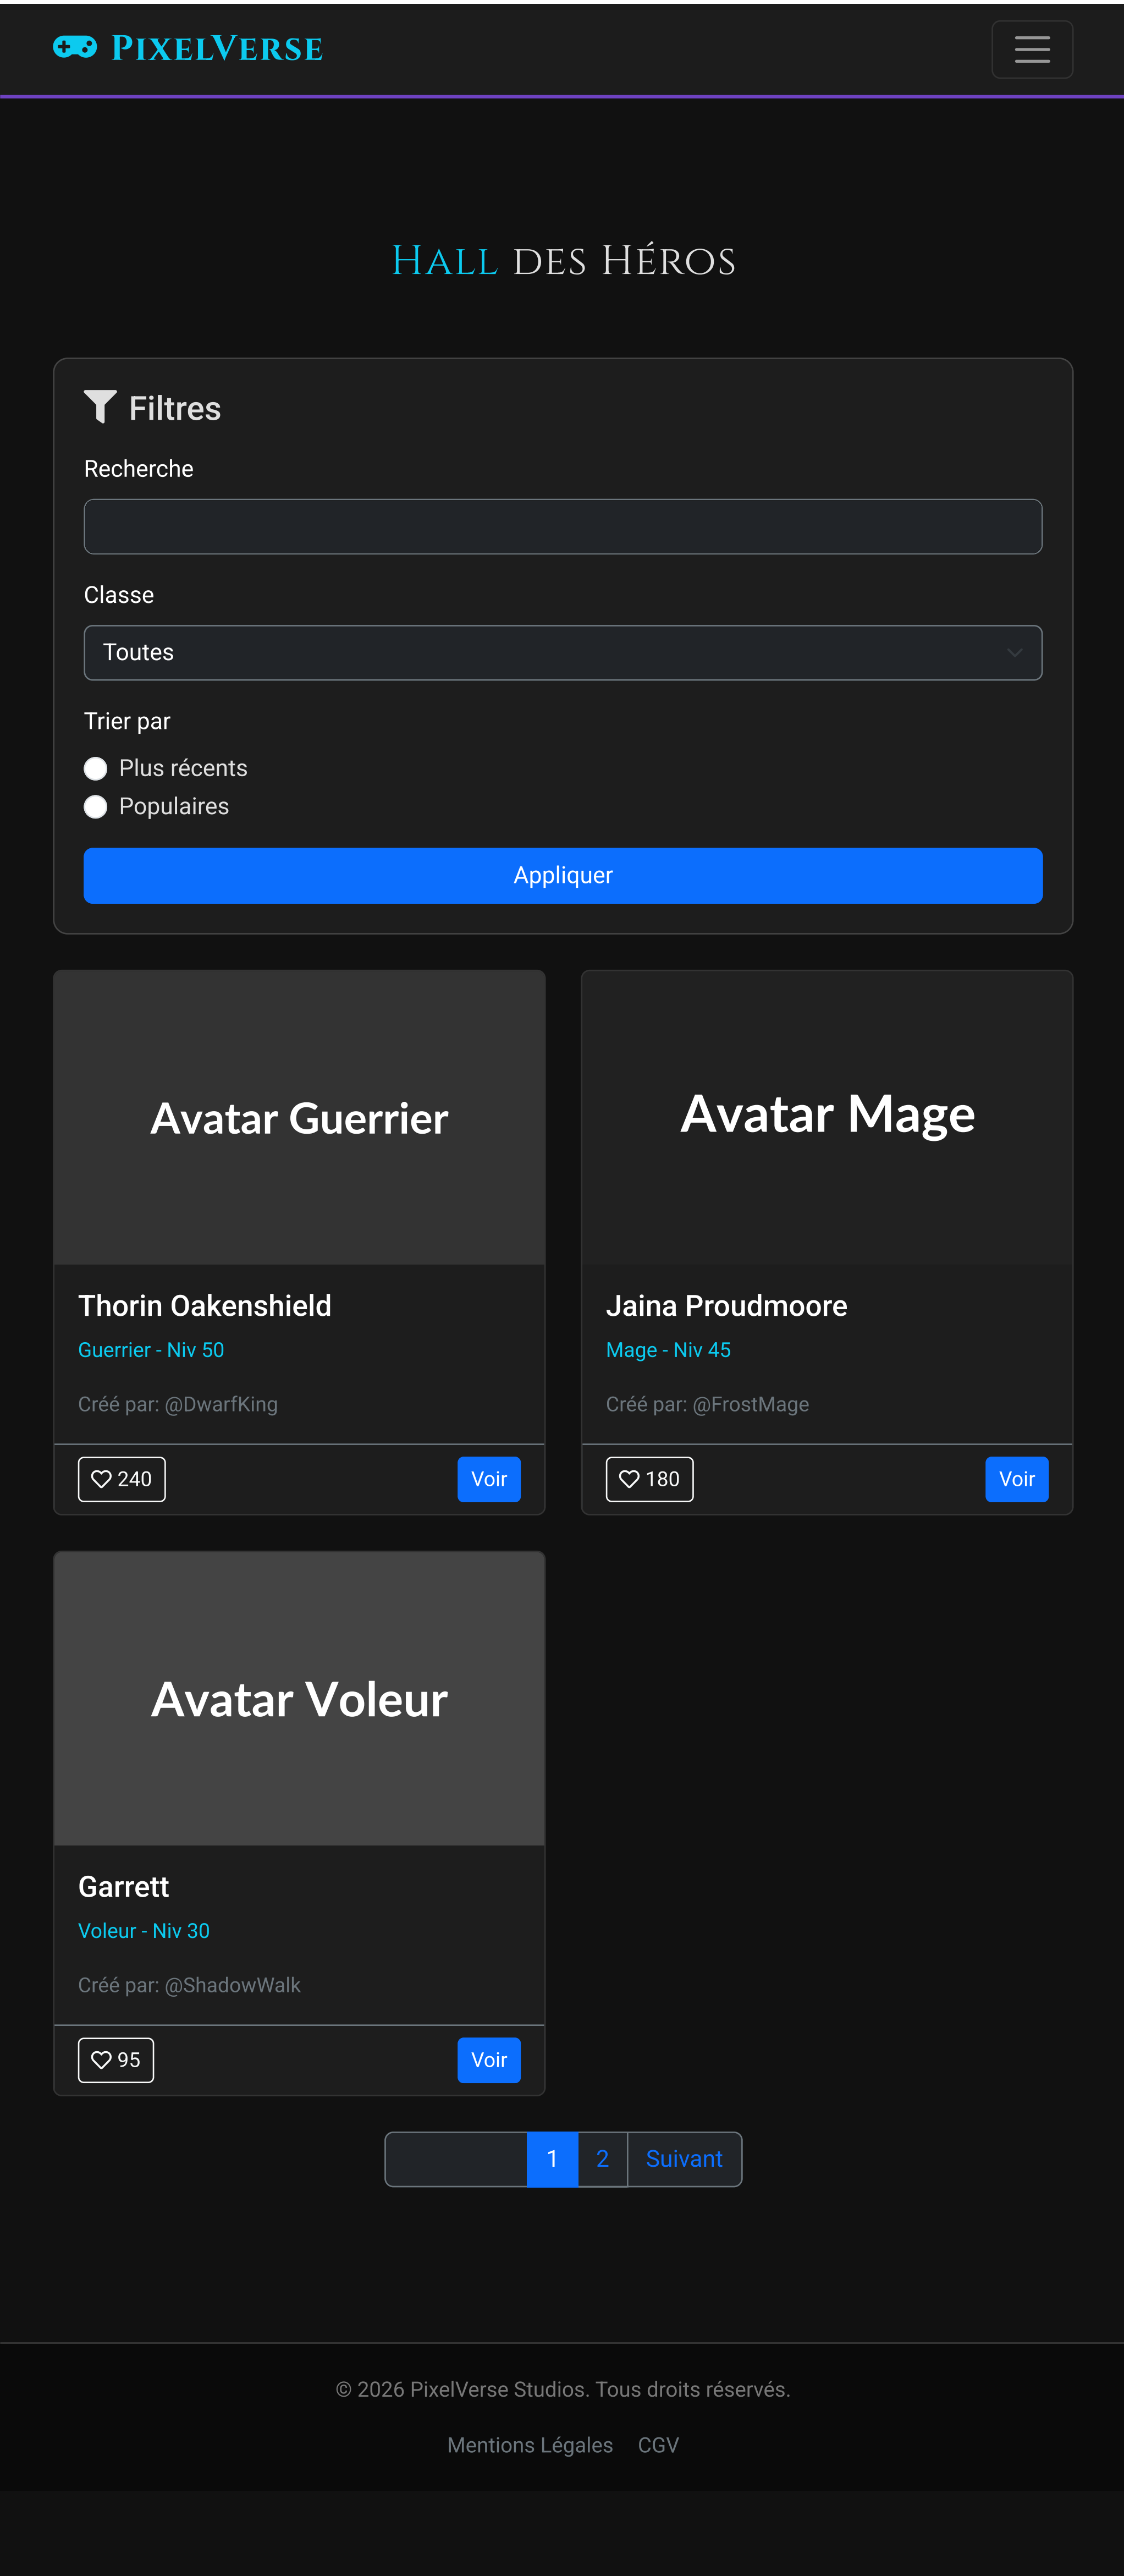 PixelVerse
Hall des Héros
Filtres
Recherche
Classe
Toutes
Trier par
Plus récents
Populaires
Appliquer
Avatar Guerrier
Thorin Oakenshield
Guerrier - Niv 50
Créé par: @DwarfKing
240 Voir
Avatar Mage
Jaina Proudmoore
Mage - Niv 45
Créé par: @FrostMage
180 Voir
Avatar Voleur
Garrett
Voleur - Niv 30
Créé par: @ShadowWalk
95 Voir
1 2 Suivant
© 2026 PixelVerse Studios. Tous droits réservés.
Mentions Légales CGV